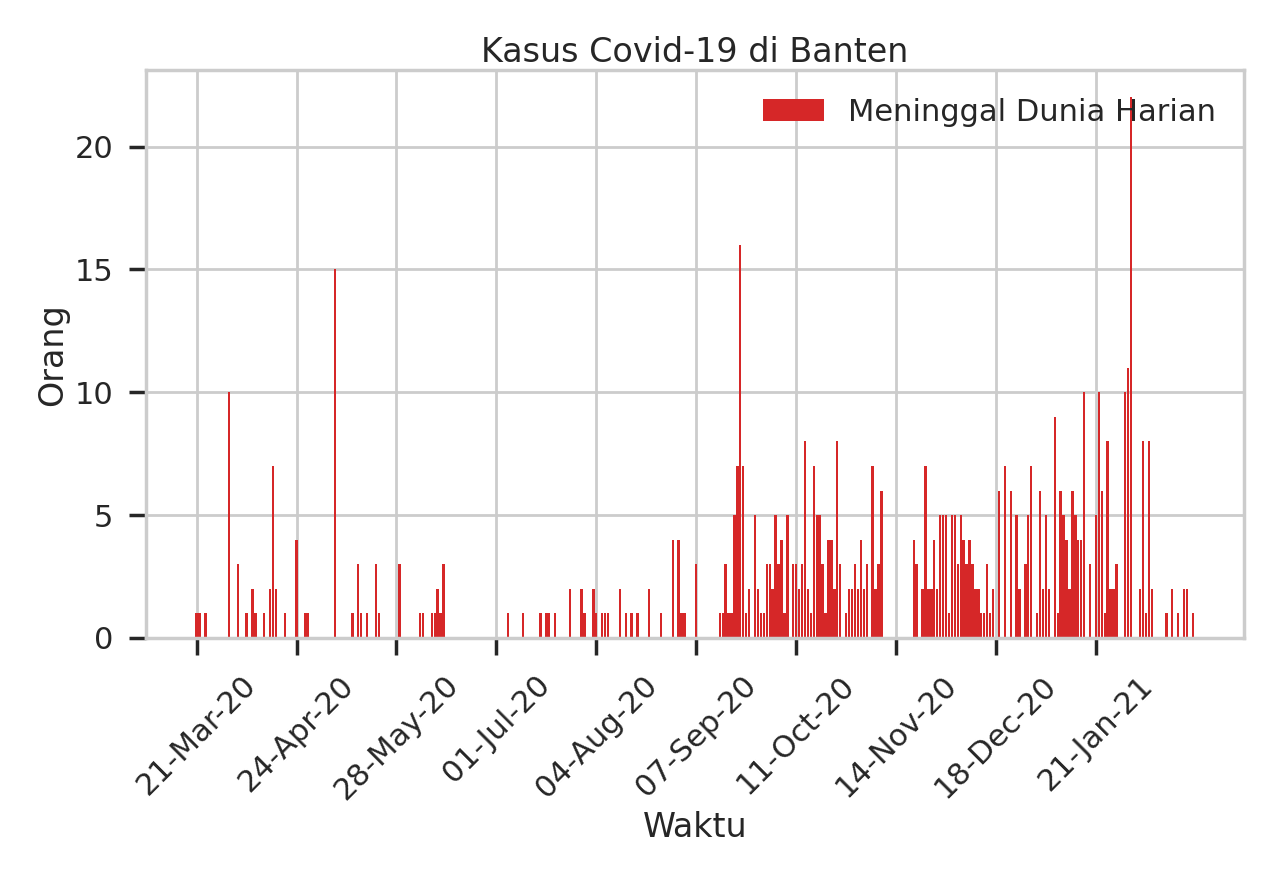 Kasus Covid-19 di Banten
Meninggal Dunia Harian
Orang
20
15
10
5
0
21-Mar-20
24-Apr-20
28-May-20
01-Jul-20
04-Aug-20
07-Sep-20
11-Oct-20
14-Nov-20
18-Dec-20
21-Jan-21
Waktu